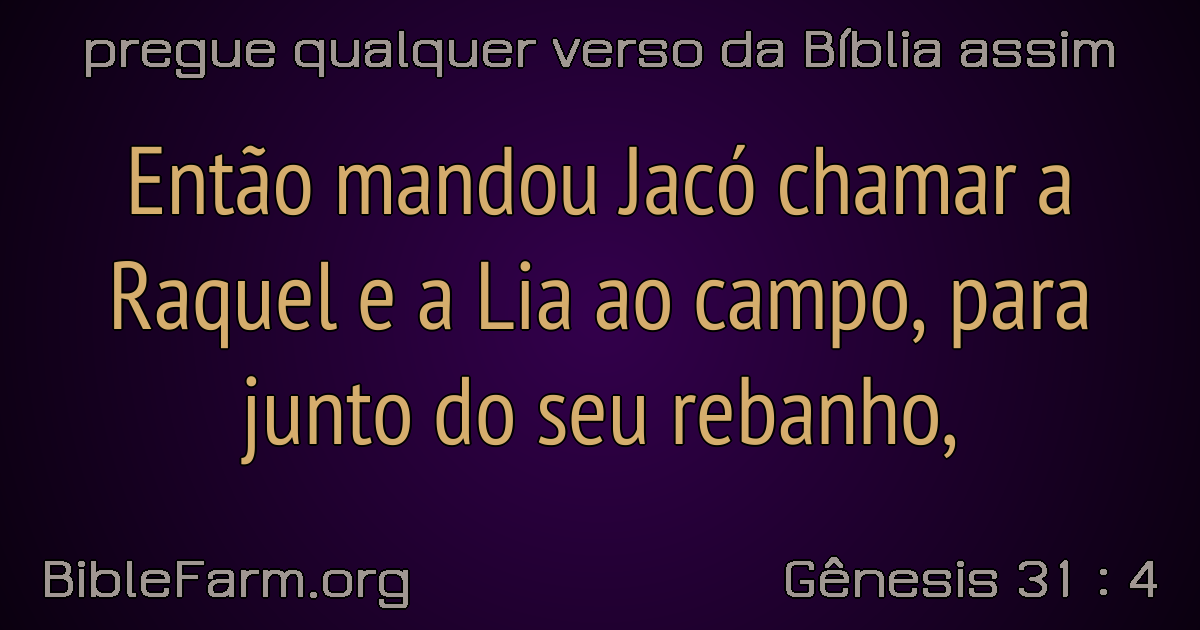 pregue qualquer verso da Bíblia assim
Então mandou Jacó chamar a
Raquel e a Lia ao campo, para
junto do seu rebanho,
BibleFarm.org
Gênesis 31 : 4